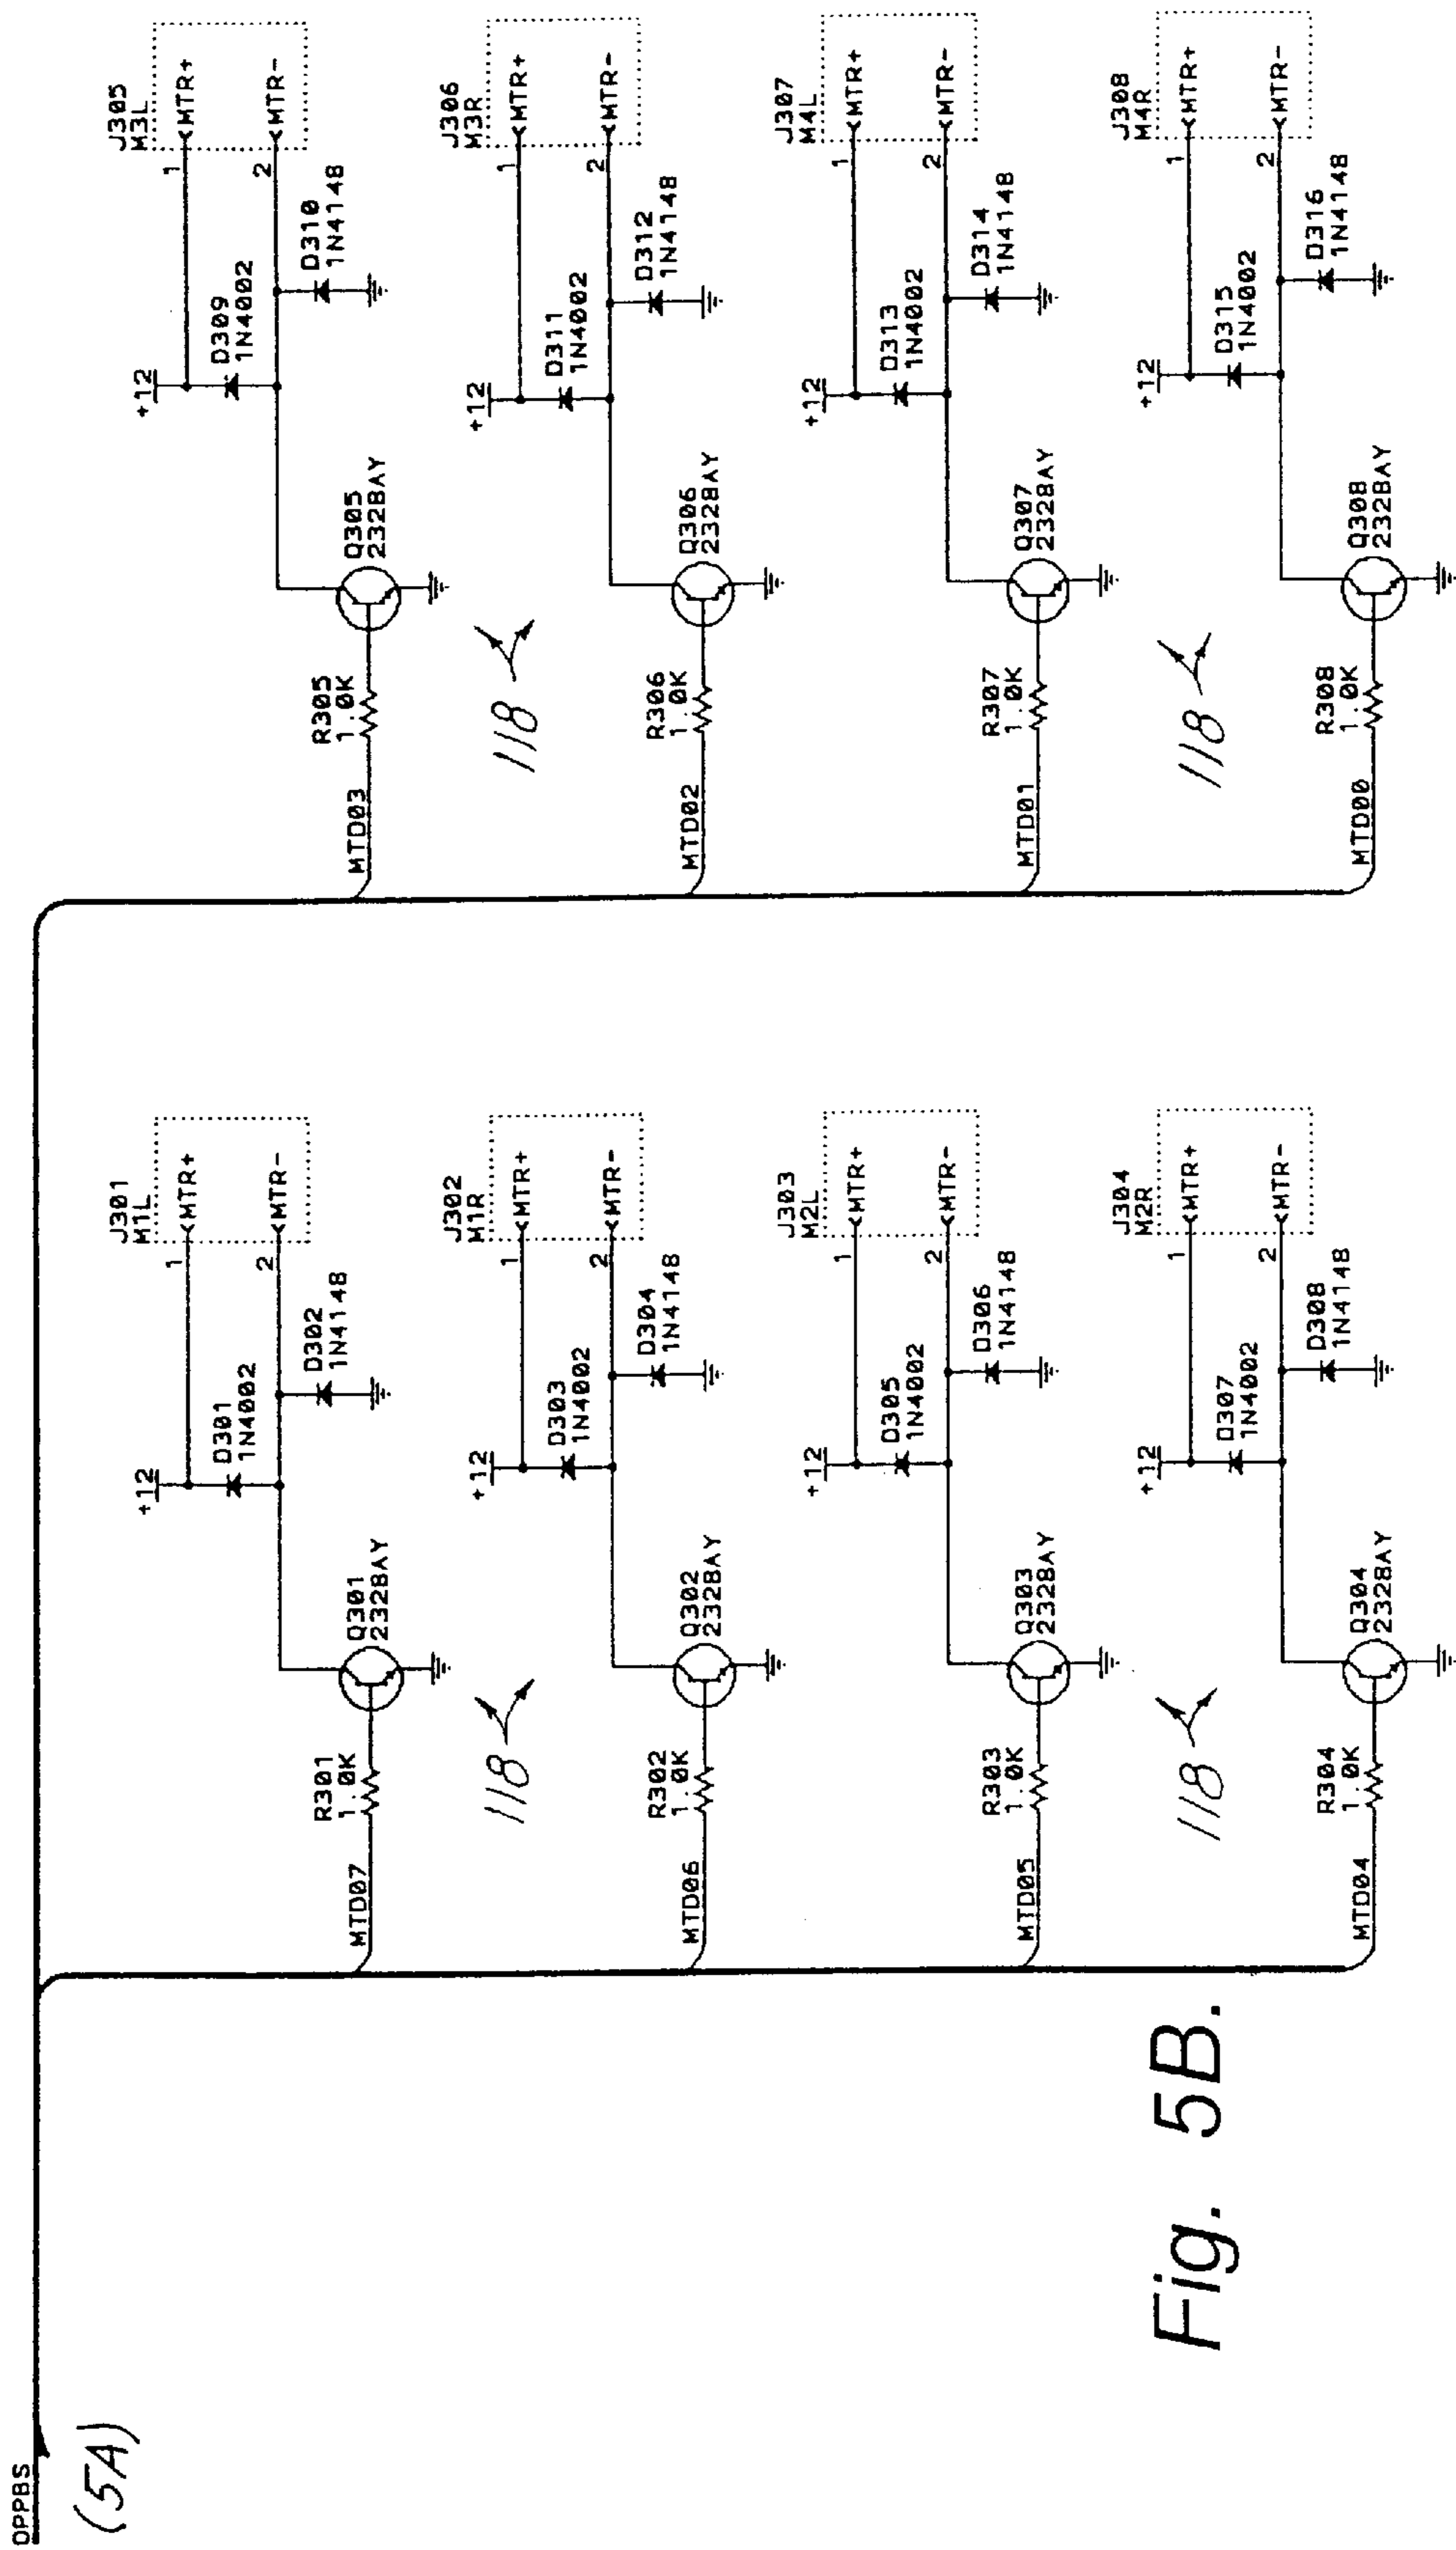 OPPBS
(5A)
J301
M1L
+12
1
<MTR+
D301
1N4002
2
<MTR-
D302
1N4148
MTD07
R301
1.0K
Q301
2328AY
118
J302
M1R
+12
1
<MTR+
D303
1N4002
2
<MTR-
D304
1N4148
MTD06
R302
1.0K
Q302
2328AY
J303
M2L
+12
1
<MTR+
D305
1N4002
2
<MTR-
D306
1N4148
MTD05
R303
1.0K
Q303
2328AY
118
J304
M2R
+12
1
<MTR+
D307
1N4002
2
<MTR-
D308
1N4148
MTD04
R304
1.0K
Q304
2328AY
J305
M3L
+12
1
<MTR+
D309
1N4002
2
<MTR-
D310
1N4148
MTD03
R305
1.0K
Q305
2328AY
118
J306
M3R
+12
1
<MTR+
D311
1N4002
2
<MTR-
D312
1N4148
MTD02
R306
1.0K
Q306
2328AY
J307
M4L
+12
1
<MTR+
D313
1N4002
2
<MTR-
D314
1N4148
MTD01
R307
1.0K
Q307
2328AY
118
J308
M4R
+12
1
<MTR+
D315
1N4002
2
<MTR-
D316
1N4148
MTD00
R308
1.0K
Q308
2328AY
Fig. 5B.